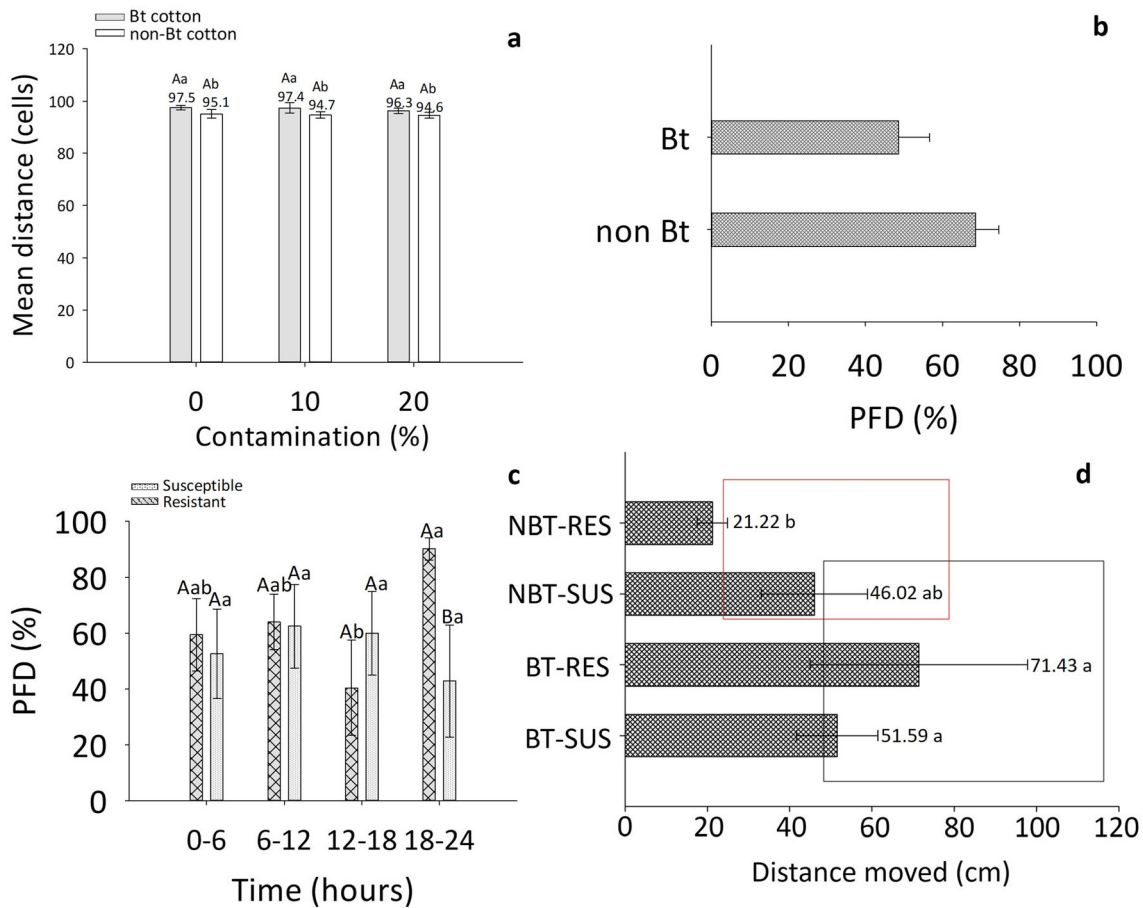 Bt cotton
non-Bt cotton
a
120
100
80
60
40
20
0
Mean distance (cells)
Aa Ab Aa Ab Aa Ab
97.5 95.1 97.4 94.7 96.3 94.6
0 10 20
Contamination (%)
b
Bt
non Bt
0 20 40 60 80 100
PFD (%)
Susceptible
Resistant
c
100
80
60
40
20
0
PFD (%)
Aab Aa Aab Aa Ab Aa Aa Ba
0-6 6-12 12-18 18-24
Time (hours)
d
NBT-RES
21.22 b
NBT-SUS
46.02 ab
BT-RES
71.43 a
BT-SUS
51.59 a
0 20 40 60 80 100 120
Distance moved (cm)